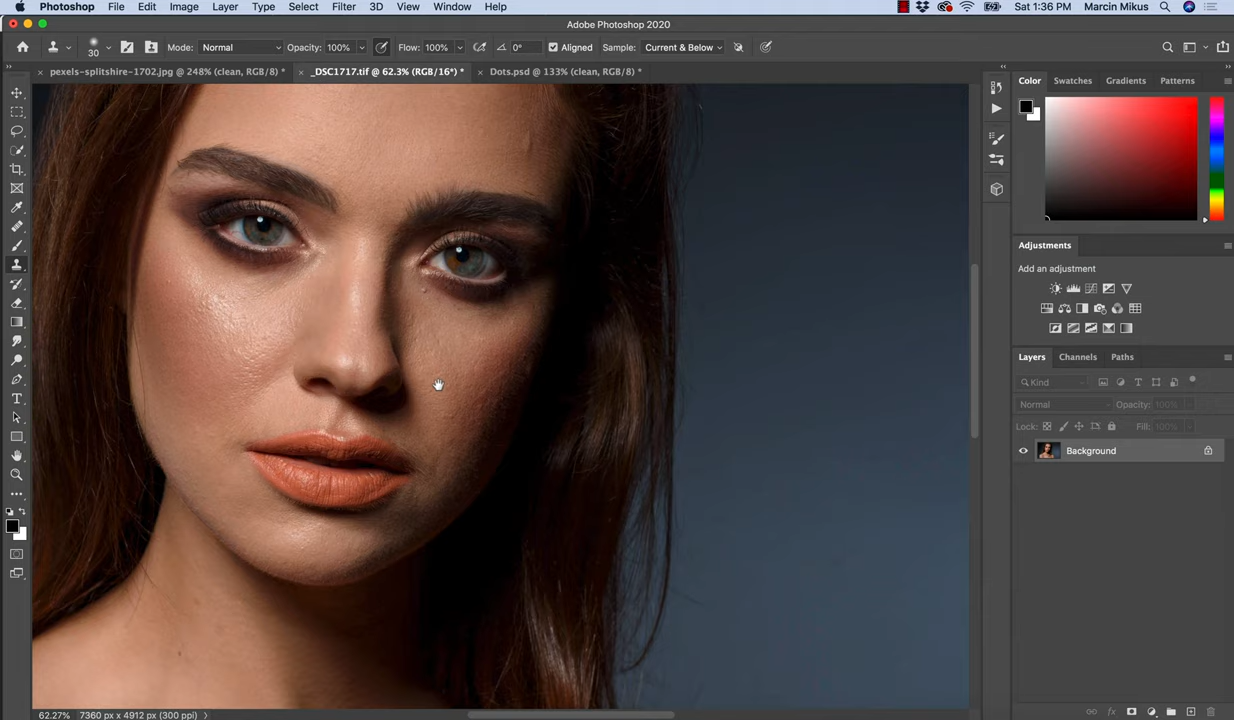 Photoshop File Edit Image Layer Type Select Filter 3D View Window Help Sat 1:36 PM Marcin Mikus
Adobe Photoshop 2020
30 Mode: Normal Opacity: 100% Flow: 100% 0° Aligned Sample: Current & Below
pexels-splitshire-1702.jpg @ 248% (clean, RGB/8) * _DSC1717.tif @ 62.3% (RGB/16*) * Dots.psd @ 133% (clean, RGB/8) *
Color Swatches Gradients Patterns
Adjustments
Add an adjustment
Layers Channels Paths
Kind
Normal Opacity: 100%
Lock: Fill: 100%
Background
62.27% 7360 px x 4912 px (300 ppi)